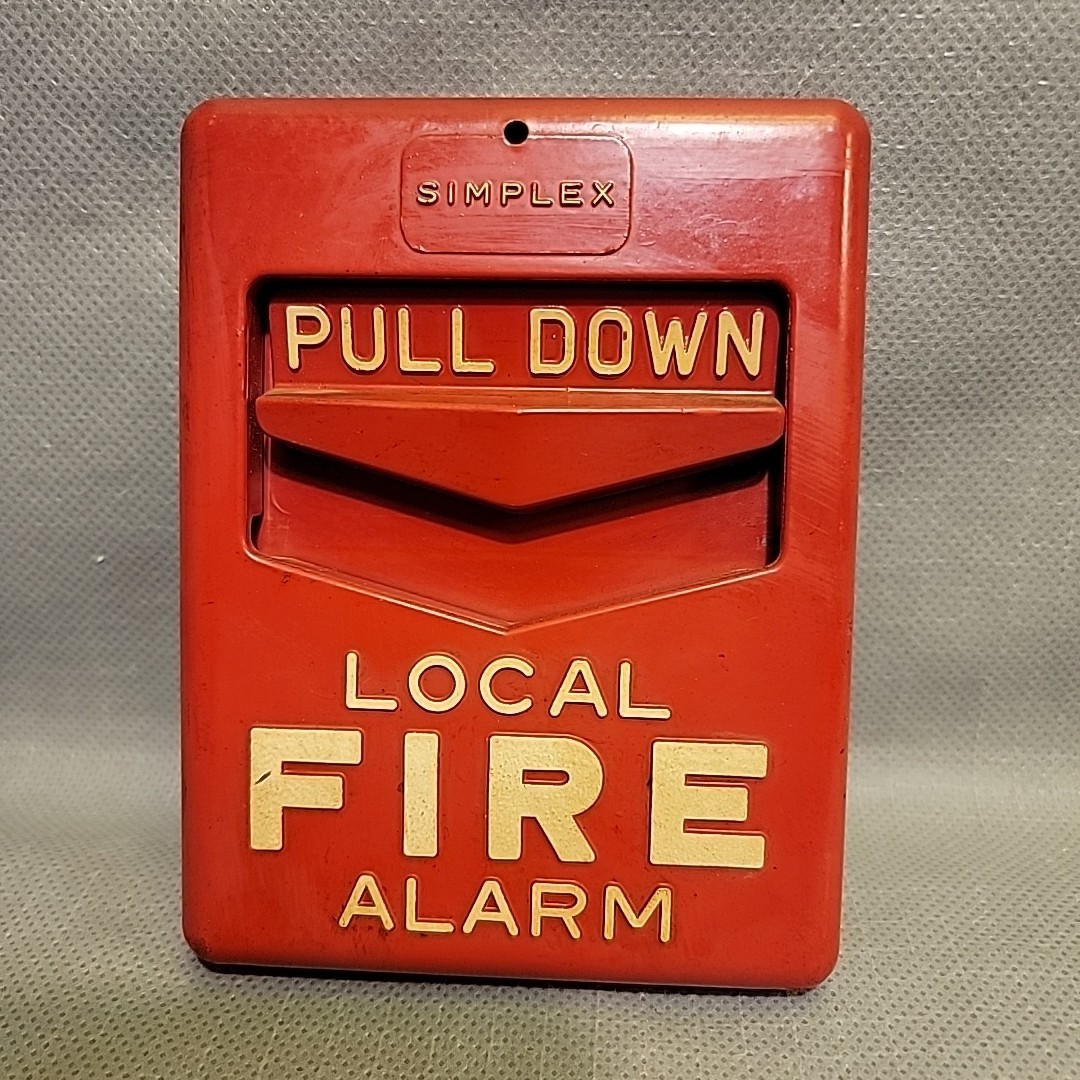 SIMPLEX
PULL DOWN
LOCAL
FIRE
ALARM